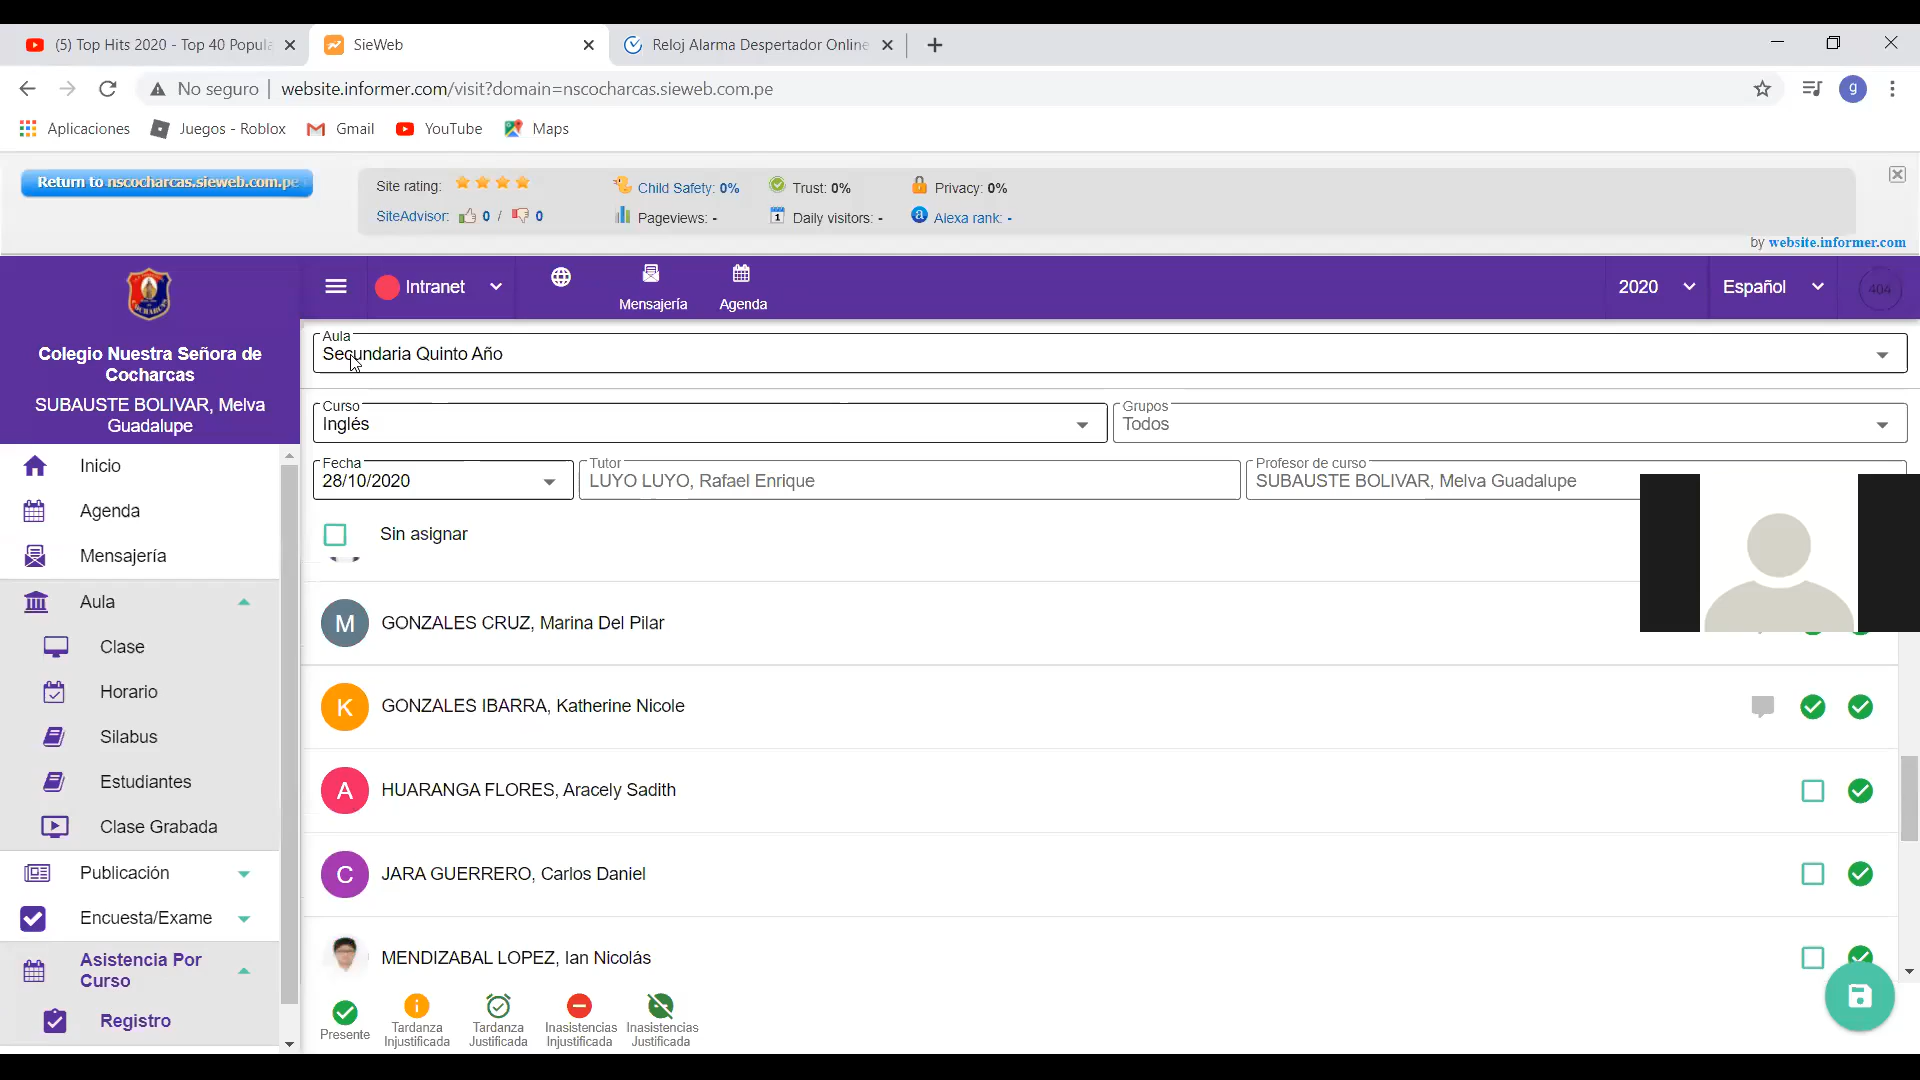 (5) Top Hits 2020 - Top 40 Popula
SieWeb
Reloj Alarma Despertador Online
No seguro | website.informer.com/visit?domain=nscocharcas.sieweb.com.pe
g
Aplicaciones
Juegos - Roblox
Gmail
YouTube
Maps
Return to nscocharcas.sieweb.com.pe
Site rating:
Child Safety: 0%
Trust: 0%
Privacy: 0%
SiteAdvisor: 0 / 0
Pageviews: -
1 Daily visitors: -
a Alexa rank: -
by website.informer.com
COCHARCAS
Intranet
Mensajería
Agenda
2020
Español
404
Colegio Nuestra Señora de
Cocharcas
SUBAUSTE BOLIVAR, Melva
Guadalupe
Inicio
Agenda
Mensajería
Aula
Clase
Horario
Silabus
Estudiantes
Clase Grabada
Publicación
Encuesta/Exame
Asistencia Por
Curso
Registro
Aula
Secundaria Quinto Año
Curso
Inglés
Grupos
Todos
Fecha
28/10/2020
Tutor
LUYO LUYO, Rafael Enrique
Profesor de curso
SUBAUSTE BOLIVAR, Melva Guadalupe
Sin asignar
M GONZALES CRUZ, Marina Del Pilar
K GONZALES IBARRA, Katherine Nicole
A HUARANGA FLORES, Aracely Sadith
C JARA GUERRERO, Carlos Daniel
MENDIZABAL LOPEZ, Ian Nicolás
Presente
Tardanza
Injustificada
Tardanza
Justificada
Inasistencias
Injustificada
Inasistencias
Justificada